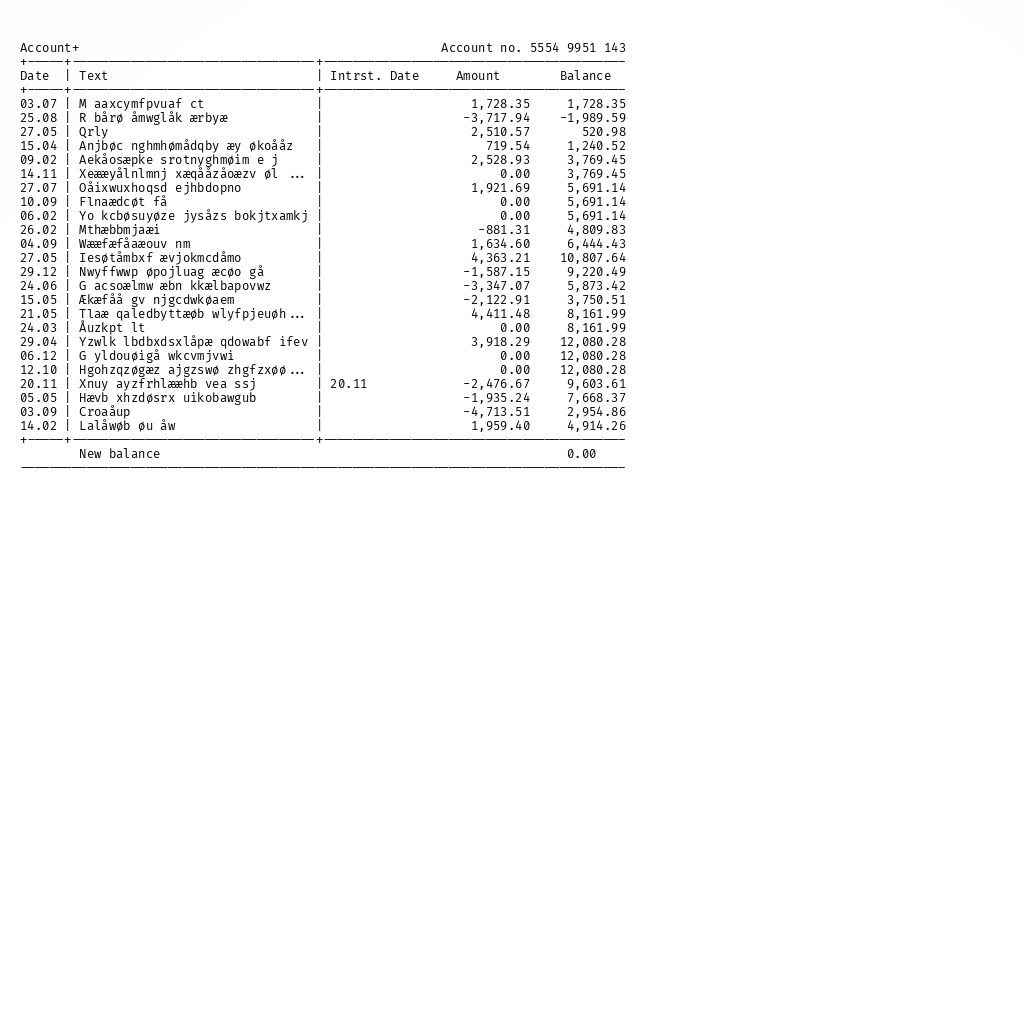 Account+ Account no. 5554 9951 143
+-----+---------------------------------+-----------------------------------------
Date | Text | Intrst. Date Amount Balance
+-----+---------------------------------+-----------------------------------------
03.07 | M aaxcymfpvuaf ct | 1,728.35 1,728.35
25.08 | R bårø åmwglåk ærbyæ | -3,717.94 -1,989.59
27.05 | Qrly | 2,510.57 520.98
15.04 | Anjbøc nghmhømådqby æy økoååz | 719.54 1,240.52
09.02 | Aekåosæpke srotnyghmøim e j | 2,528.93 3,769.45
14.11 | Xeææyålnlmnj xæqååzåoæzv øl ... | 0.00 3,769.45
27.07 | Oåixwuxhoqsd ejhbdopno | 1,921.69 5,691.14
10.09 | Flnaædcøt få | 0.00 5,691.14
06.02 | Yo kcbøsuyøze jysåzs bokjtxamkj | 0.00 5,691.14
26.02 | Mthæbbmjaæi | -881.31 4,809.83
04.09 | Wææfæfåaæouv nm | 1,634.60 6,444.43
27.05 | Iesøtåmbxf ævjokmcdåmo | 4,363.21 10,807.64
29.12 | Nwyffwwp øpojluag æcøo gå | -1,587.15 9,220.49
24.06 | G acsoælmw æbn kkælbapovwz | -3,347.07 5,873.42
15.05 | Ækæfåå gv njgcdwkøaem | -2,122.91 3,750.51
21.05 | Tlaæ qaledbyttæøb wlyfpjeuøh... | 4,411.48 8,161.99
24.03 | Åuzkpt lt | 0.00 8,161.99
29.04 | Yzwlk lbdbxdsxlåpæ qdowabf ifev | 3,918.29 12,080.28
06.12 | G yldouøigå wkcvmjvwi | 0.00 12,080.28
12.10 | Hgohzqzøgæz ajgzswø zhgfzxøø... | 0.00 12,080.28
20.11 | Xnuy ayzfrhlææhb vea ssj | 20.11 -2,476.67 9,603.61
05.05 | Hævb xhzdøsrx uikobawgub | -1,935.24 7,668.37
03.09 | Croaåup | -4,713.51 2,954.86
14.02 | Lalåwøb øu åw | 1,959.40 4,914.26
+-----+---------------------------------+-----------------------------------------
New balance 0.00
----------------------------------------------------------------------------------